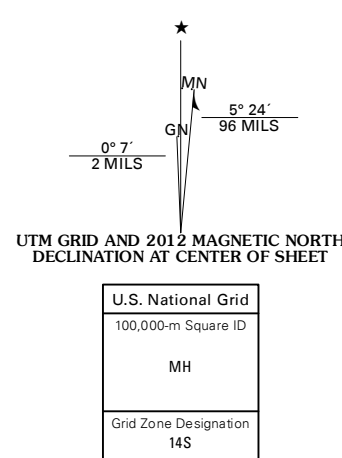 MN
GN
5° 24´
96 MILS
0° 7´
2 MILS
UTM GRID AND 2012 MAGNETIC NORTH
DECLINATION AT CENTER OF SHEET
U.S. National Grid
100,000-m Square ID
MH
Grid Zone Designation
14S